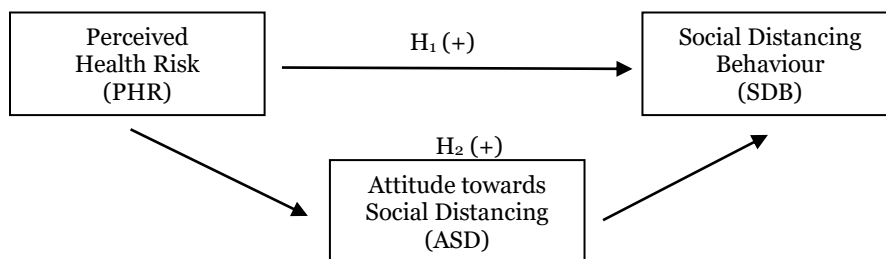 Perceived
Health Risk
(PHR)
H₁ (+)
Social Distancing
Behaviour
(SDB)
H₂ (+)
Attitude towards
Social Distancing
(ASD)